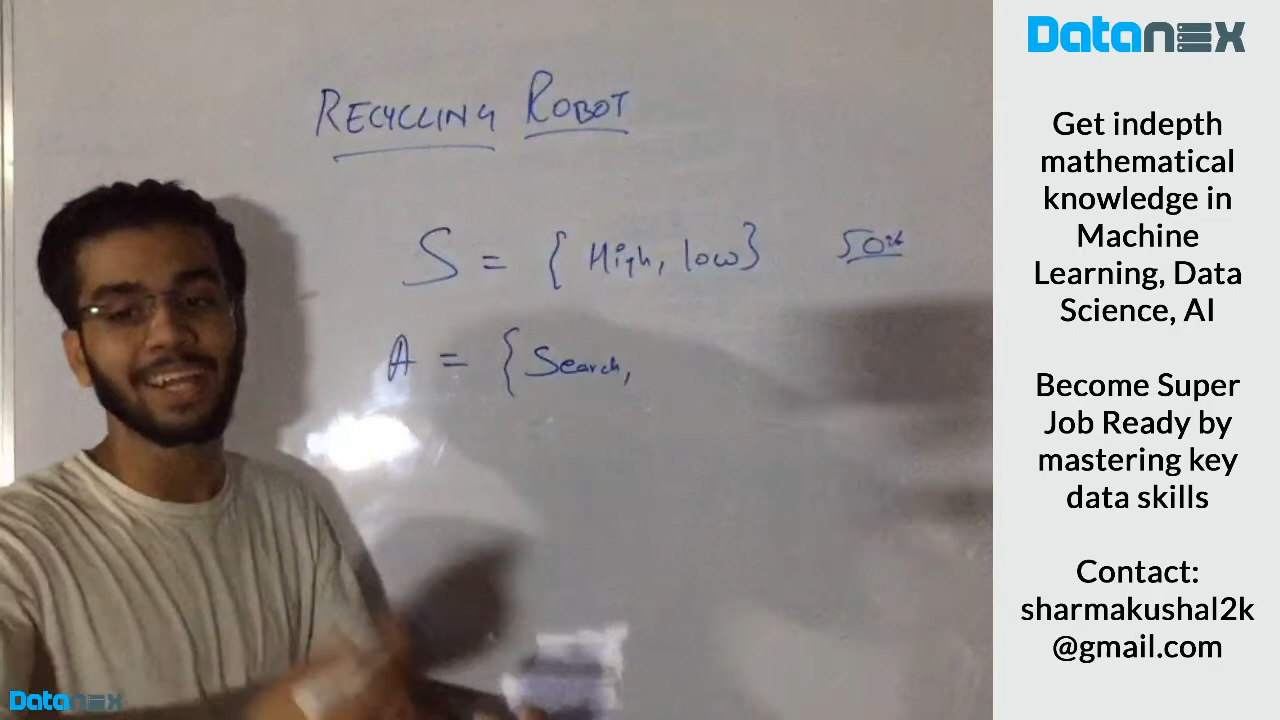 RECYCLING ROBOT
S = { High, low} 50%
A = { Search,
Datanex
Get indepth
mathematical
knowledge in
Machine
Learning, Data
Science, AI
Become Super
Job Ready by
mastering key
data skills
Contact:
sharmakushal2k
@gmail.com
Datanex